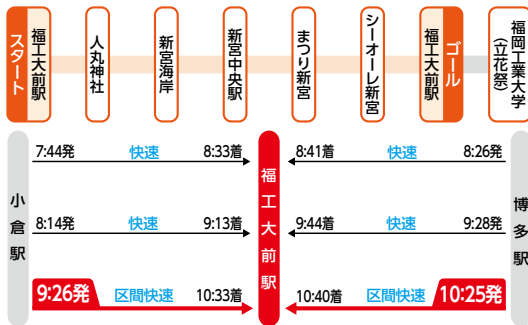 スタート
福工大前駅
人丸神社
新宮海岸
新宮中央駅
まつり新宮
シーオーレ新宮
福工大前駅
ゴール
福岡工業大学
(立花祭)
小倉駅
7:44発 快速 8:33着
8:14発 快速 9:13着
9:26発 区間快速 10:33着
福工大前駅
8:41着 快速 8:26発
9:44着 快速 9:28発
10:40着 区間快速 10:25発
博多駅